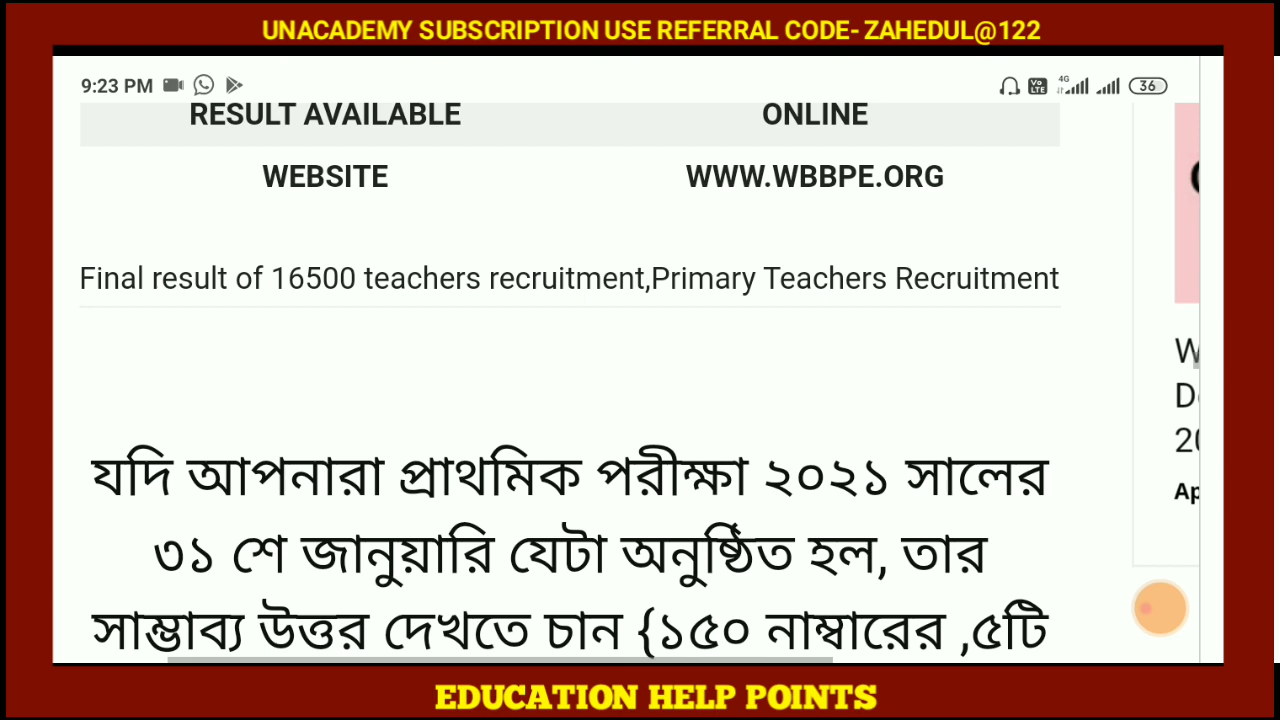 UNACADEMY SUBSCRIPTION USE REFERRAL CODE- ZAHEDUL@122
9:23 PM 4G 36
RESULT AVAILABLE ONLINE
WEBSITE WWW.WBBPE.ORG
Final result of 16500 teachers recruitment,Primary Teachers Recruitment
যদি আপনারা প্রাথমিক পরীক্ষা ২০২১ সালের
৩১ শে জানুয়ারি যেটা অনুষ্ঠিত হল, তার
সাম্ভাব্য উত্তর দেখতে চান {১৫০ নাম্বারের ,৫টি
EDUCATION HELP POINTS